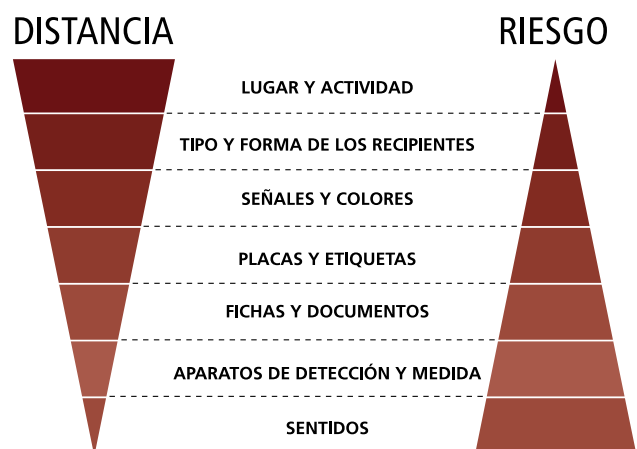 DISTANCIA
RIESGO
LUGAR Y ACTIVIDAD
TIPO Y FORMA DE LOS RECIPIENTES
SEÑALES Y COLORES
PLACAS Y ETIQUETAS
FICHAS Y DOCUMENTOS
APARATOS DE DETECCIÓN Y MEDIDA
SENTIDOS